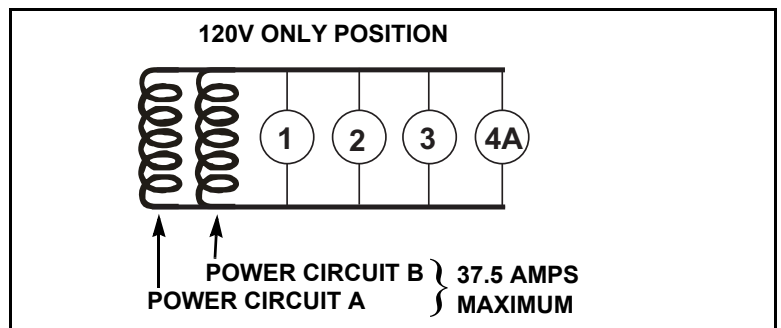 120V ONLY POSITION
1 2 3 4A
POWER CIRCUIT B
POWER CIRCUIT A
37.5 AMPS
MAXIMUM